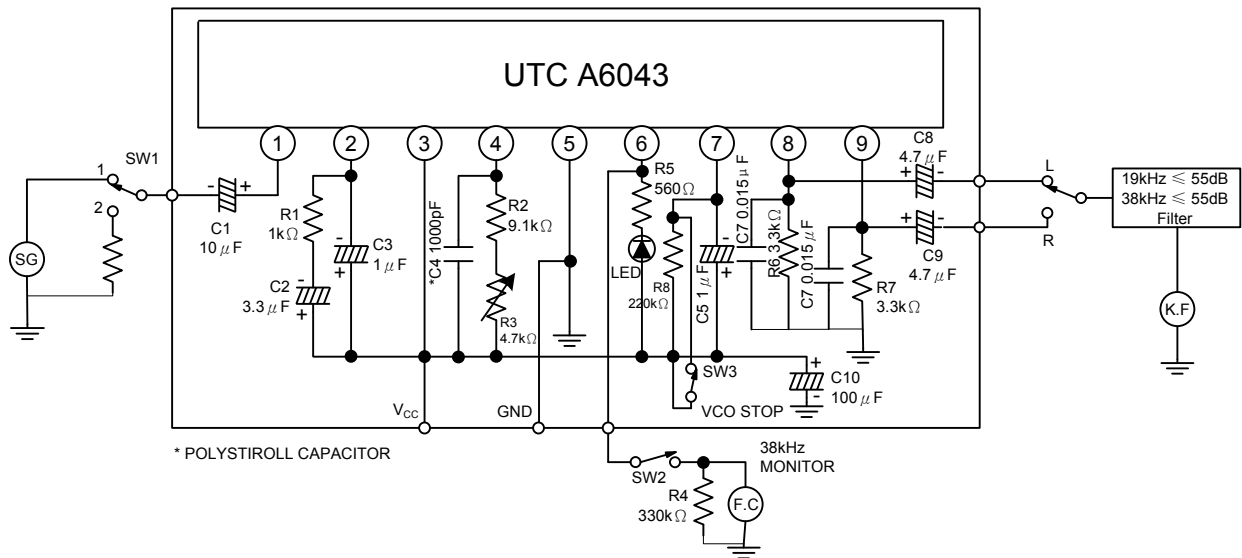 UTC A6043
1
2
3
4
5
6
7
8
9
SW1
1
2
SG
- +
C1
10μF
R1
1kΩ
C2
3.3μF
-
+
-
+
C3
1μF
*C4 1000pF
R2
9.1kΩ
R3
4.7kΩ
R5
560Ω
LED
R8
220kΩ
-
+
C5 1μF
C7 0.015μF
R6 3.3kΩ
C7 0.015μF
R7
3.3kΩ
C8
4.7μF
+ -
+ -
C9
4.7μF
L
R
19kHz ≤ 55dB
38kHz ≤ 55dB
Filter
K.F
SW3
VCO STOP
+
-
C10
100μF
VCC
GND
* POLYSTIROLL CAPACITOR
SW2
38kHz
MONITOR
R4
330kΩ
F.C